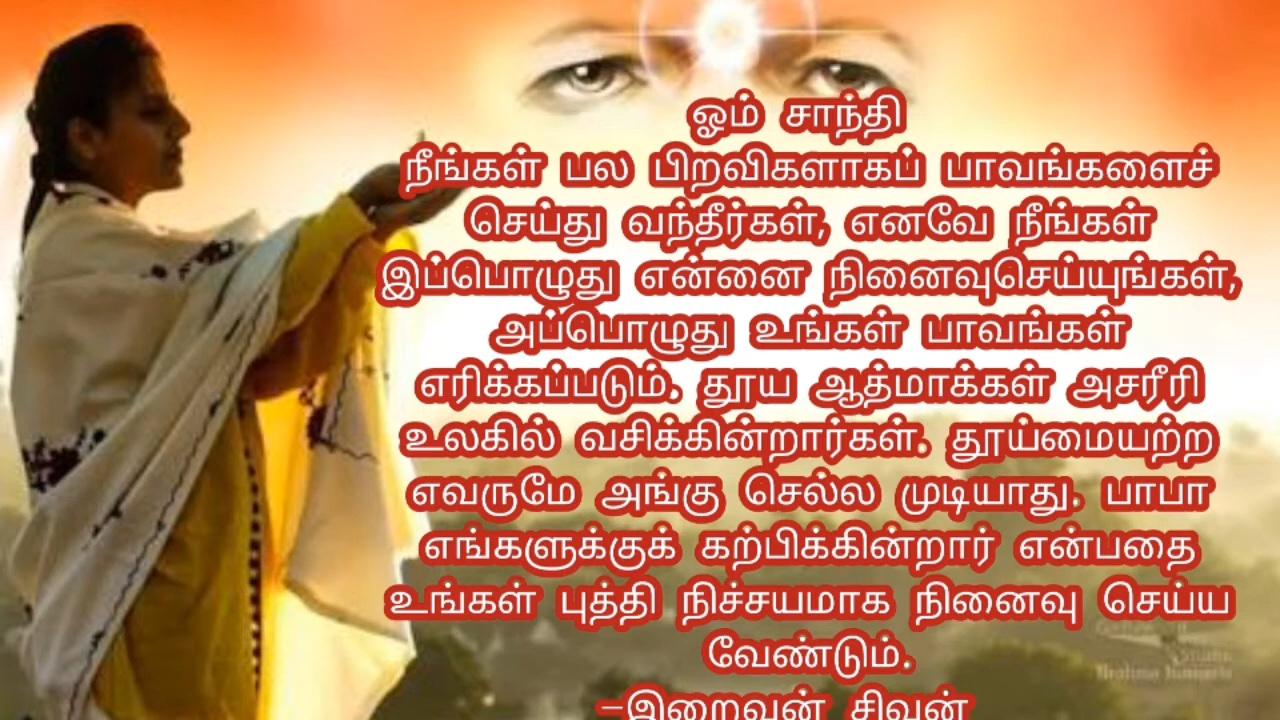 ஓம் சாந்தி
நீங்கள் பல பிறவிகளாகப் பாவங்களைச்
செய்து வந்தீர்கள், எனவே நீங்கள்
இப்பொழுது என்னை நினைவுசெய்யுங்கள்,
அப்பொழுது உங்கள் பாவங்கள்
எரிக்கப்படும். தூய ஆத்மாக்கள் அசரீரி
உலகில் வசிக்கின்றார்கள். தூய்மையற்ற
எவருமே அங்கு செல்ல முடியாது. பாபா
எங்களுக்குக் கற்பிக்கின்றார் என்பதை
உங்கள் புத்தி நிச்சயமாக நினைவு செய்ய
வேண்டும்.
-இறைவன் சிவன்
Brahma Kumaris